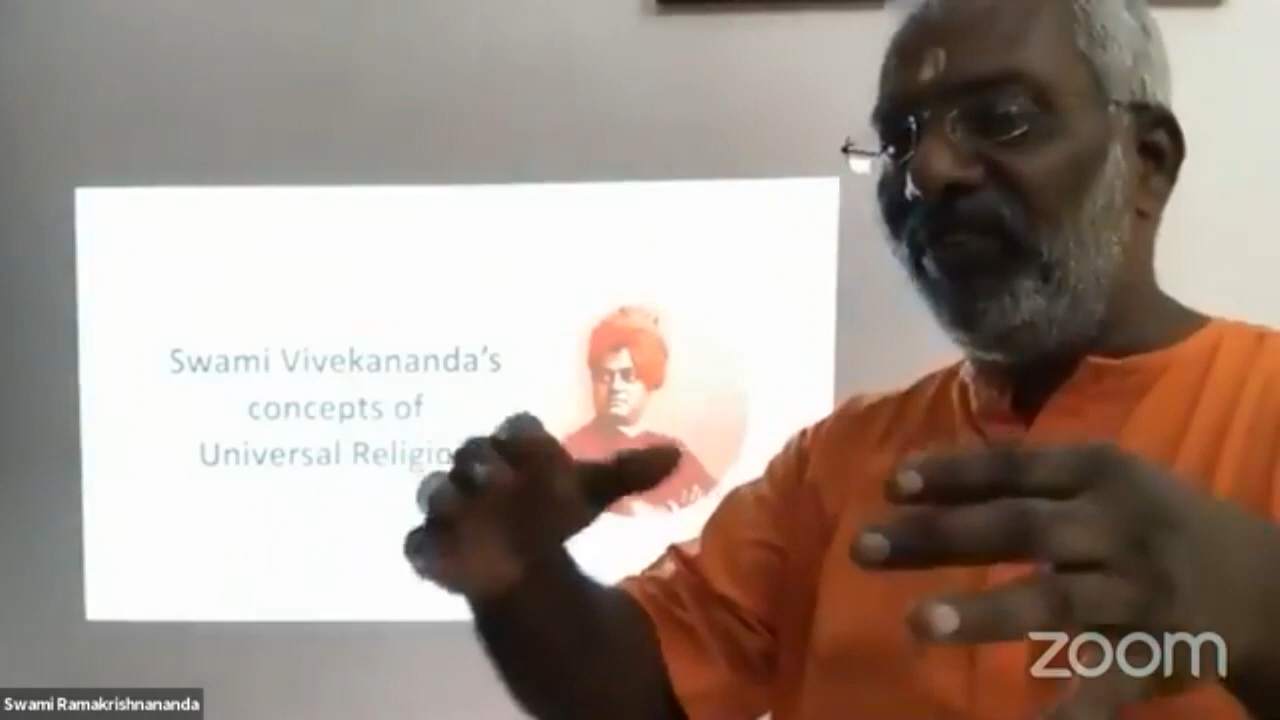 Swami Vivekananda's
concepts of
Universal Religio
zoom
Swami Ramakrishnananda